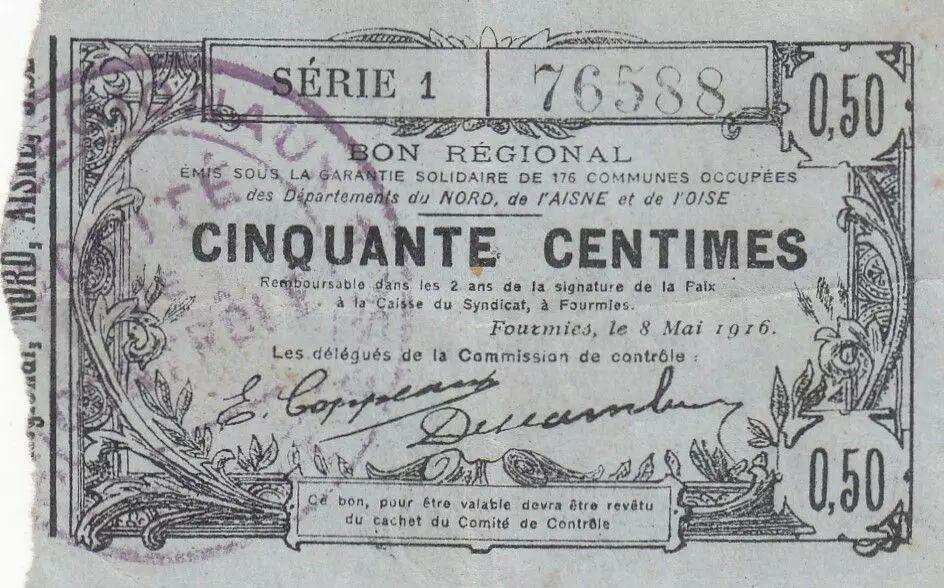 SÉRIE 1
76588
0,50
BON RÉGIONAL
ÉMIS SOUS LA GARANTIE SOLIDAIRE DE 176 COMMUNES OCCUPÉES
des Départements du NORD, de l'AISNE et de l'OISE
CINQUANTE CENTIMES
Remboursable dans les 2 ans de la signature de la Paix
à la Caisse du Syndicat, à Fourmies.
Fourmies, le 8 Mai 1916.
Les délégués de la Commission de contrôle :
0,50
Ce bon, pour être valable devra être revêtu
du cachet du Comité de Contrôle
NORD, AISNE,